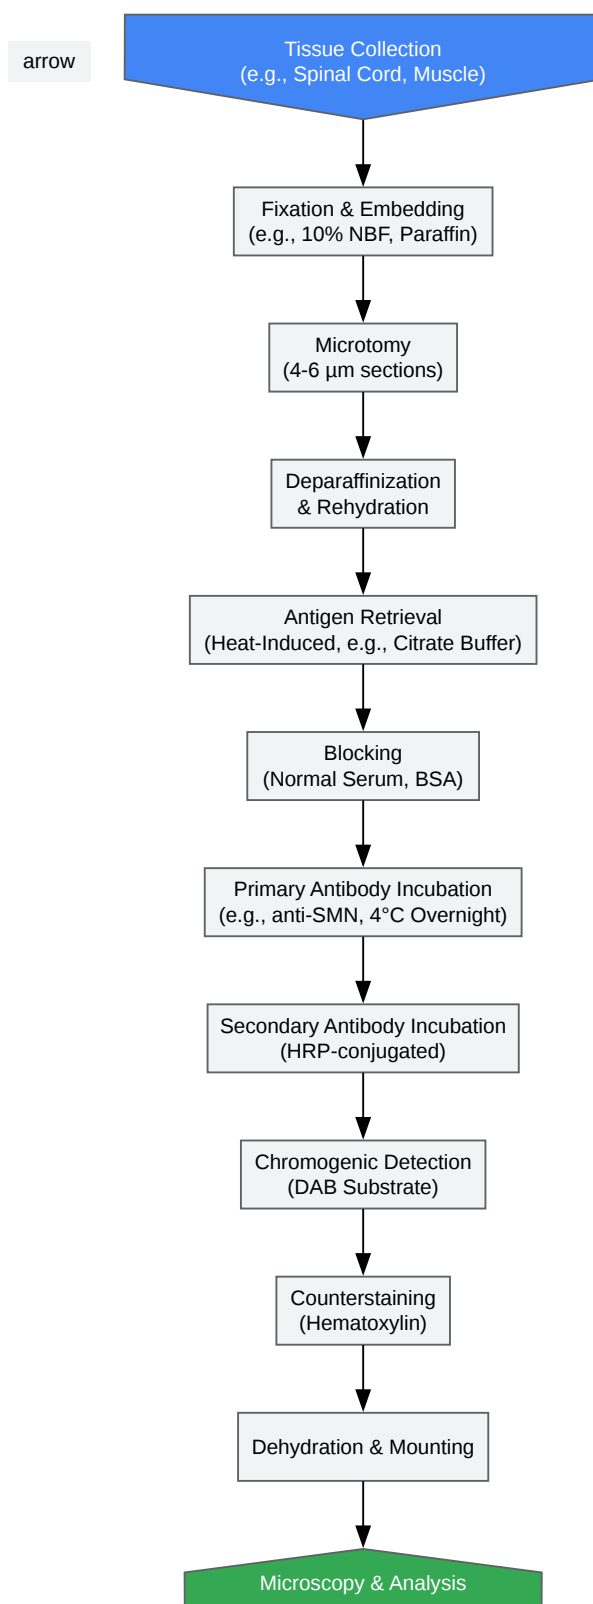 arrow
Tissue Collection
(e.g., Spinal Cord, Muscle)
Fixation & Embedding
(e.g., 10% NBF, Paraffin)
Microtomy
(4-6 µm sections)
Deparaffinization
& Rehydration
Antigen Retrieval
(Heat-Induced, e.g., Citrate Buffer)
Blocking
(Normal Serum, BSA)
Primary Antibody Incubation
(e.g., anti-SMN, 4°C Overnight)
Secondary Antibody Incubation
(HRP-conjugated)
Chromogenic Detection
(DAB Substrate)
Counterstaining
(Hematoxylin)
Dehydration & Mounting
Microscopy & Analysis